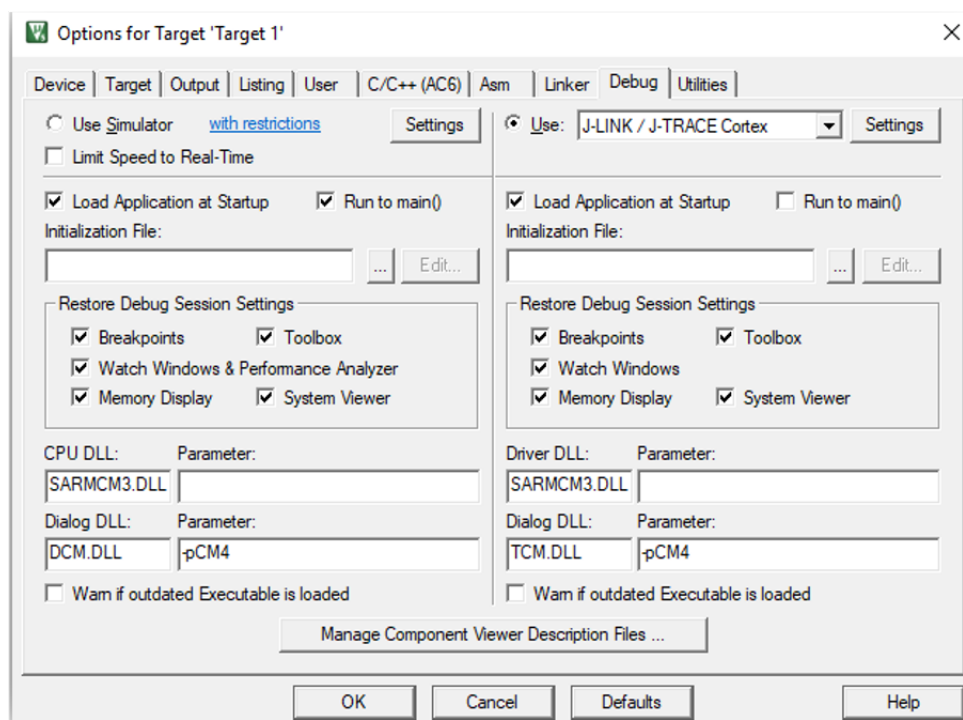 Options for Target 'Target 1'
Device Target Output Listing User C/C++ (AC6) Asm Linker Debug Utilities
Use Simulator with restrictions Settings
Limit Speed to Real-Time
Load Application at Startup Run to main()
Initialization File:
... Edit...
Restore Debug Session Settings
Breakpoints Toolbox
Watch Windows & Performance Analyzer
Memory Display System Viewer
CPU DLL: Parameter:
SARMCM3.DLL
Dialog DLL: Parameter:
DCM.DLL -pCM4
Warn if outdated Executable is loaded
Use: J-LINK / J-TRACE Cortex Settings
Load Application at Startup Run to main()
Initialization File:
... Edit...
Restore Debug Session Settings
Breakpoints Toolbox
Watch Windows
Memory Display System Viewer
Driver DLL: Parameter:
SARMCM3.DLL
Dialog DLL: Parameter:
TCM.DLL -pCM4
Warn if outdated Executable is loaded
Manage Component Viewer Description Files ...
OK Cancel Defaults Help